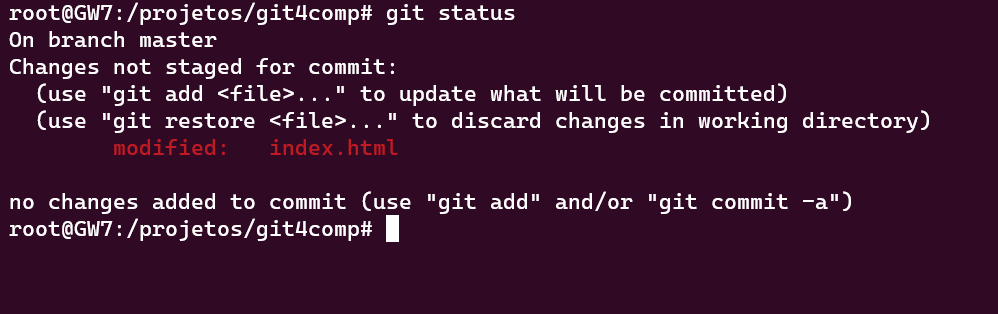 root@GW7:/projetos/git4comp# git status
On branch master
Changes not staged for commit:
  (use "git add <file>..." to update what will be committed)
  (use "git restore <file>..." to discard changes in working directory)
        modified:   index.html

no changes added to commit (use "git add" and/or "git commit -a")
root@GW7:/projetos/git4comp#